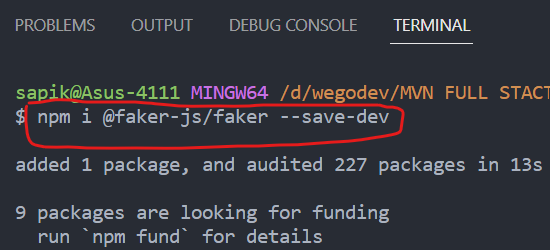 PROBLEMS OUTPUT DEBUG CONSOLE TERMINAL
sapik@Asus-4111 MINGW64 /d/wegodev/MVN FULL STACT
$ npm i @faker-js/faker --save-dev
added 1 package, and audited 227 packages in 13s
9 packages are looking for funding
run `npm fund` for details